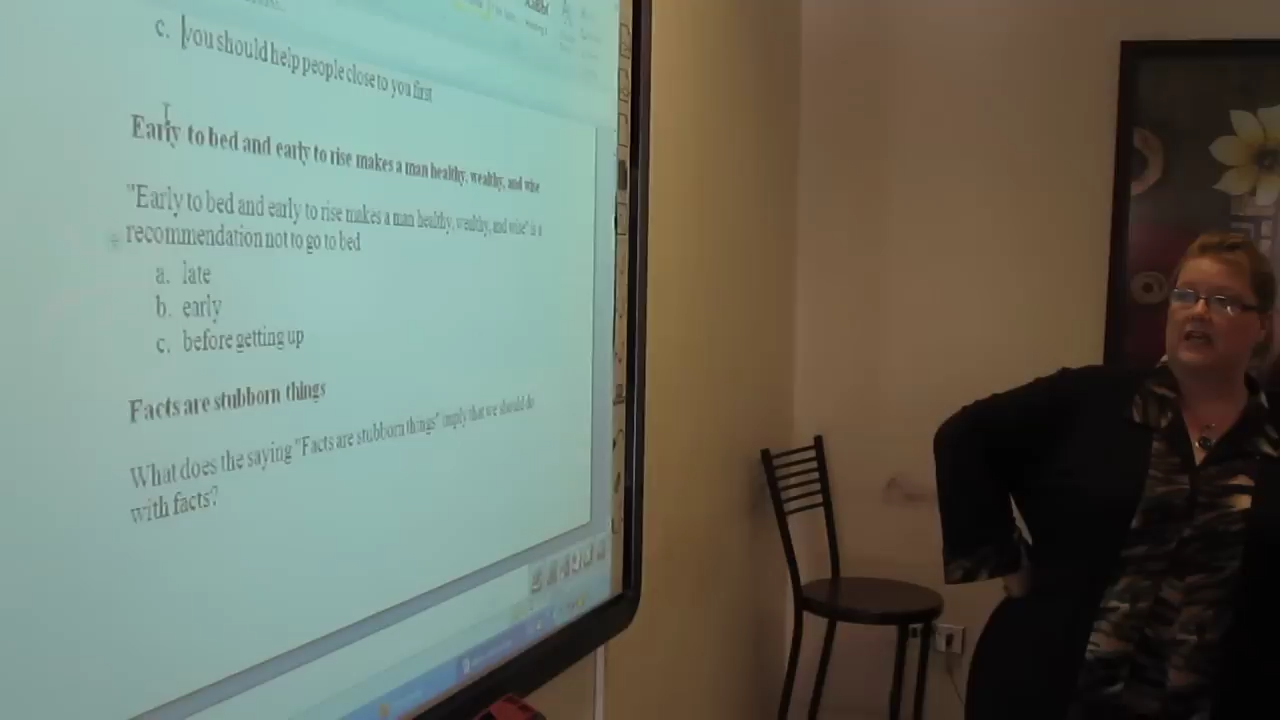 c. you should help people close to you first
Early to bed and early to rise makes a man healthy, wealthy, and wise
"Early to bed and early to rise makes a man healthy, wealthy, and wise" is a
recommendation not to go to bed
a. late
b. early
c. before getting up
Facts are stubborn things
What does the saying "Facts are stubborn things" imply that we should do
with facts?